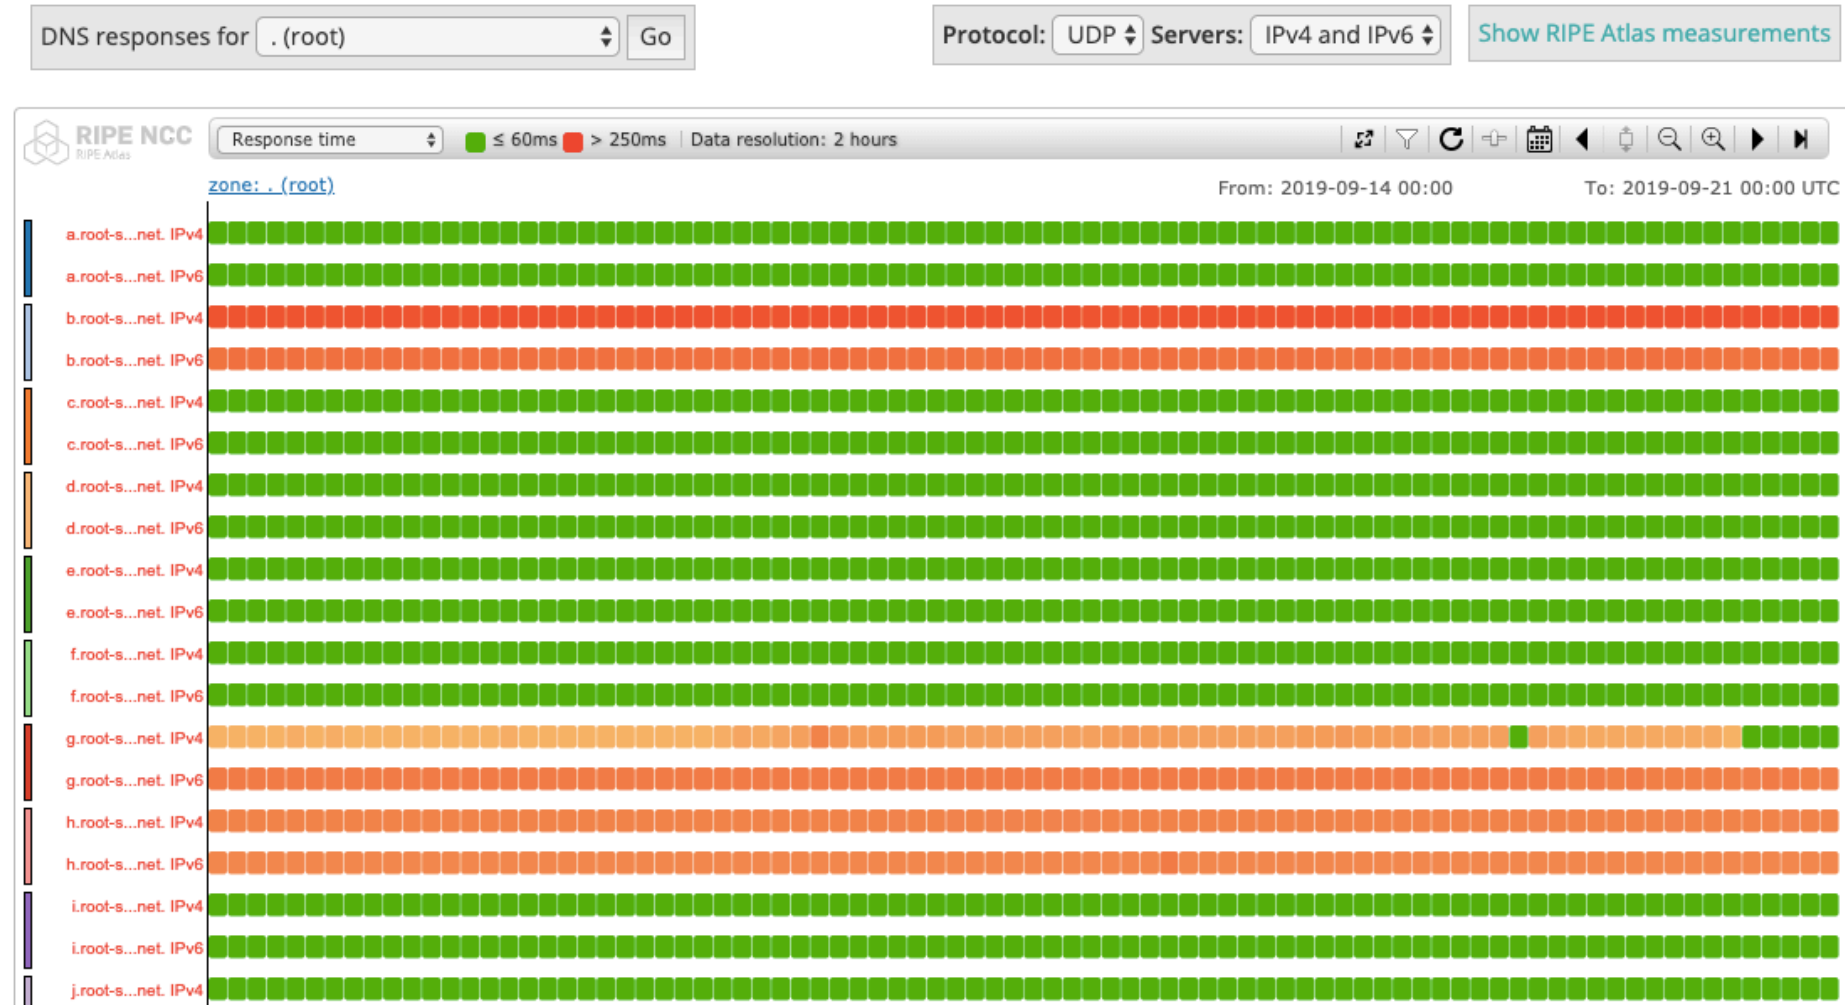 DNS responses for . (root) Go Protocol: UDP Servers: IPv4 and IPv6 Show RIPE Atlas measurements
RIPE NCC
RIPE Atlas
Response time ≤ 60ms > 250ms Data resolution: 2 hours
zone: . (root) From: 2019-09-14 00:00 To: 2019-09-21 00:00 UTC
a.root-s...net. IPv4
a.root-s...net. IPv6
b.root-s...net. IPv4
b.root-s...net. IPv6
c.root-s...net. IPv4
c.root-s...net. IPv6
d.root-s...net. IPv4
d.root-s...net. IPv6
e.root-s...net. IPv4
e.root-s...net. IPv6
f.root-s...net. IPv4
f.root-s...net. IPv6
g.root-s...net. IPv4
g.root-s...net. IPv6
h.root-s...net. IPv4
h.root-s...net. IPv6
i.root-s...net. IPv4
i.root-s...net. IPv6
j.root-s...net. IPv4